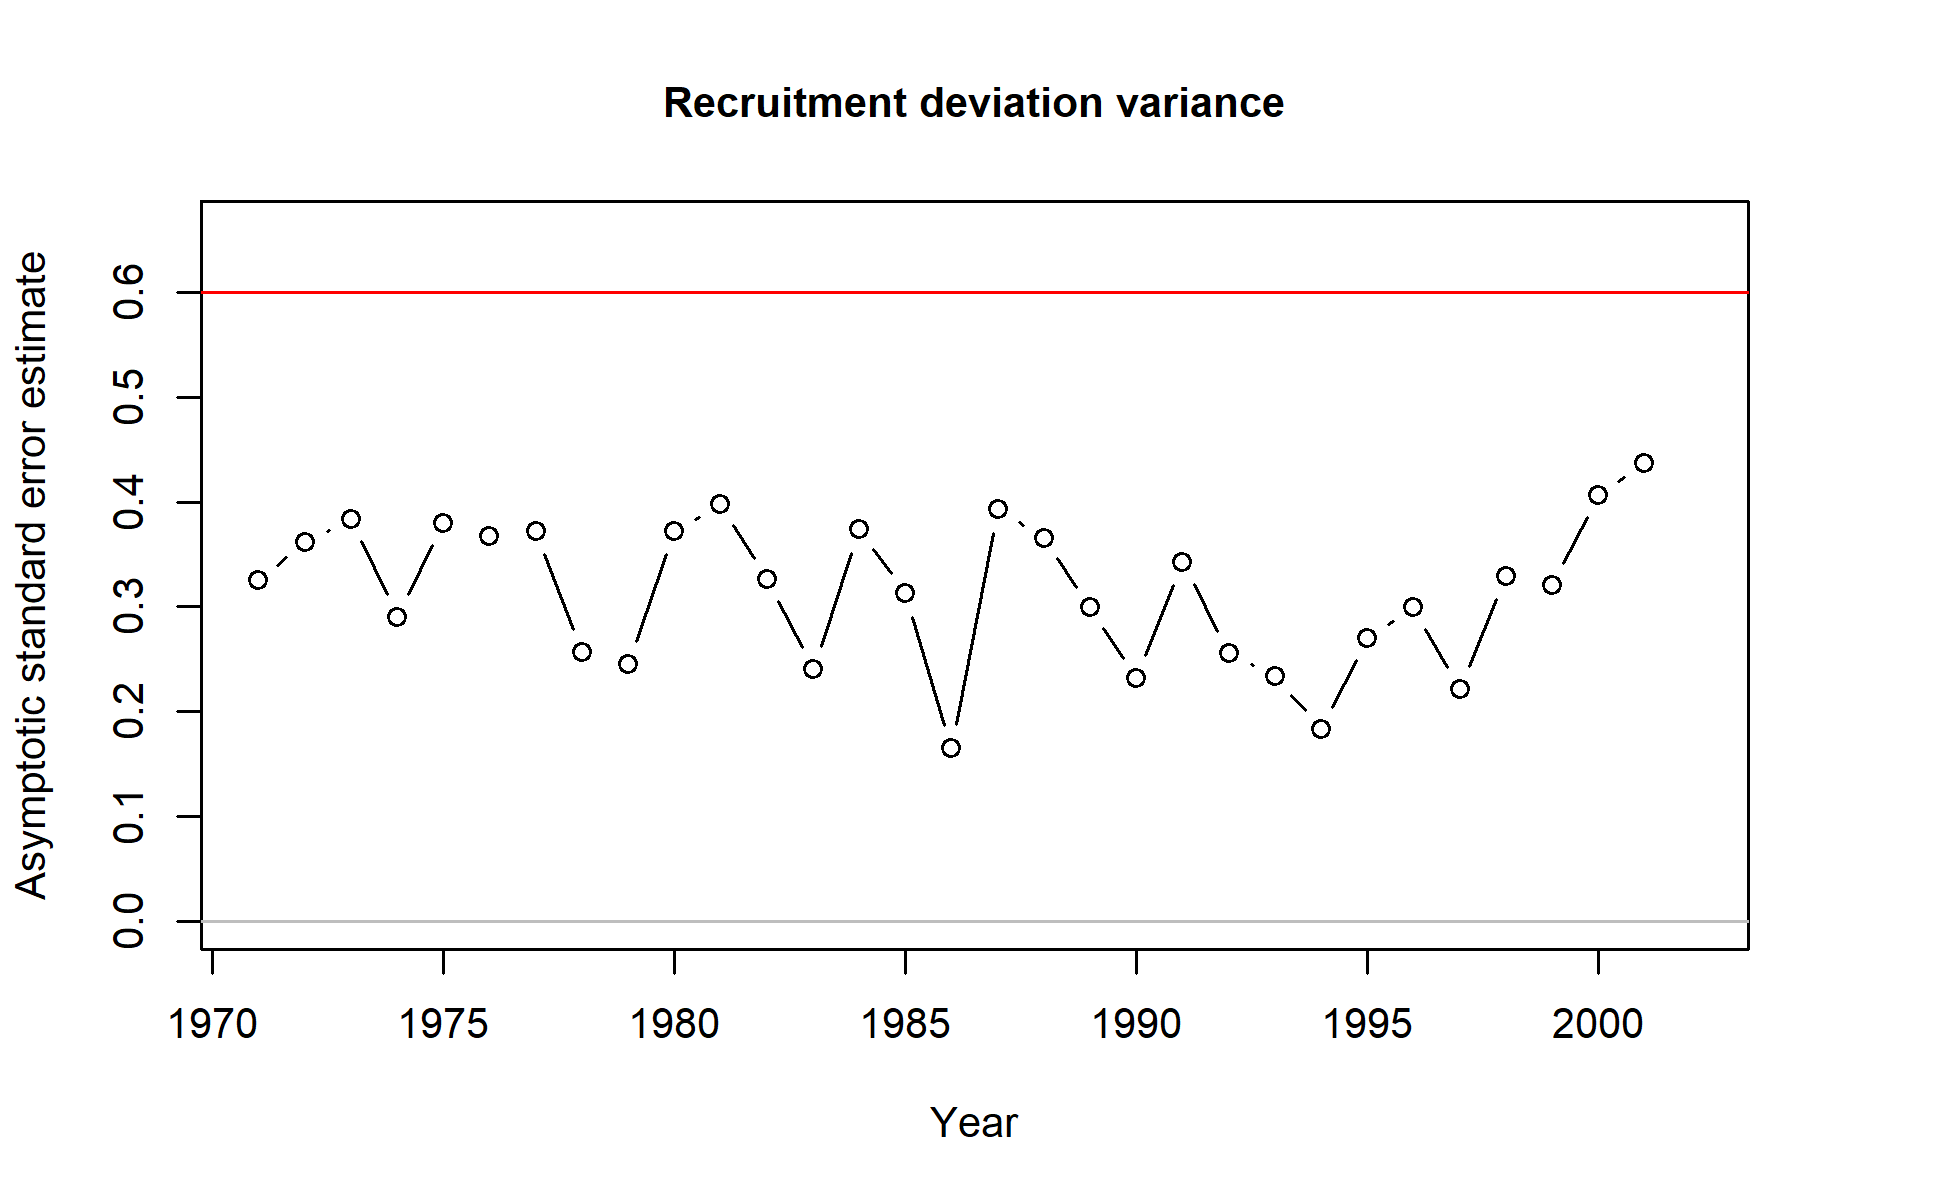 Recruitment deviation variance
Asymptotic standard error estimate
0.6
0.5
0.4
0.3
0.2
0.1
0.0
1970 1975 1980 1985 1990 1995 2000
Year